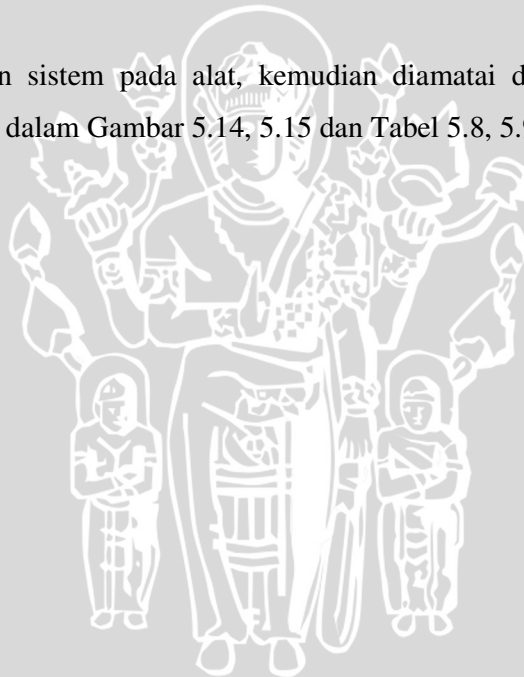 n sistem pada alat, kemudian diamatai d
dalam Gambar 5.14, 5.15 dan Tabel 5.8, 5.9